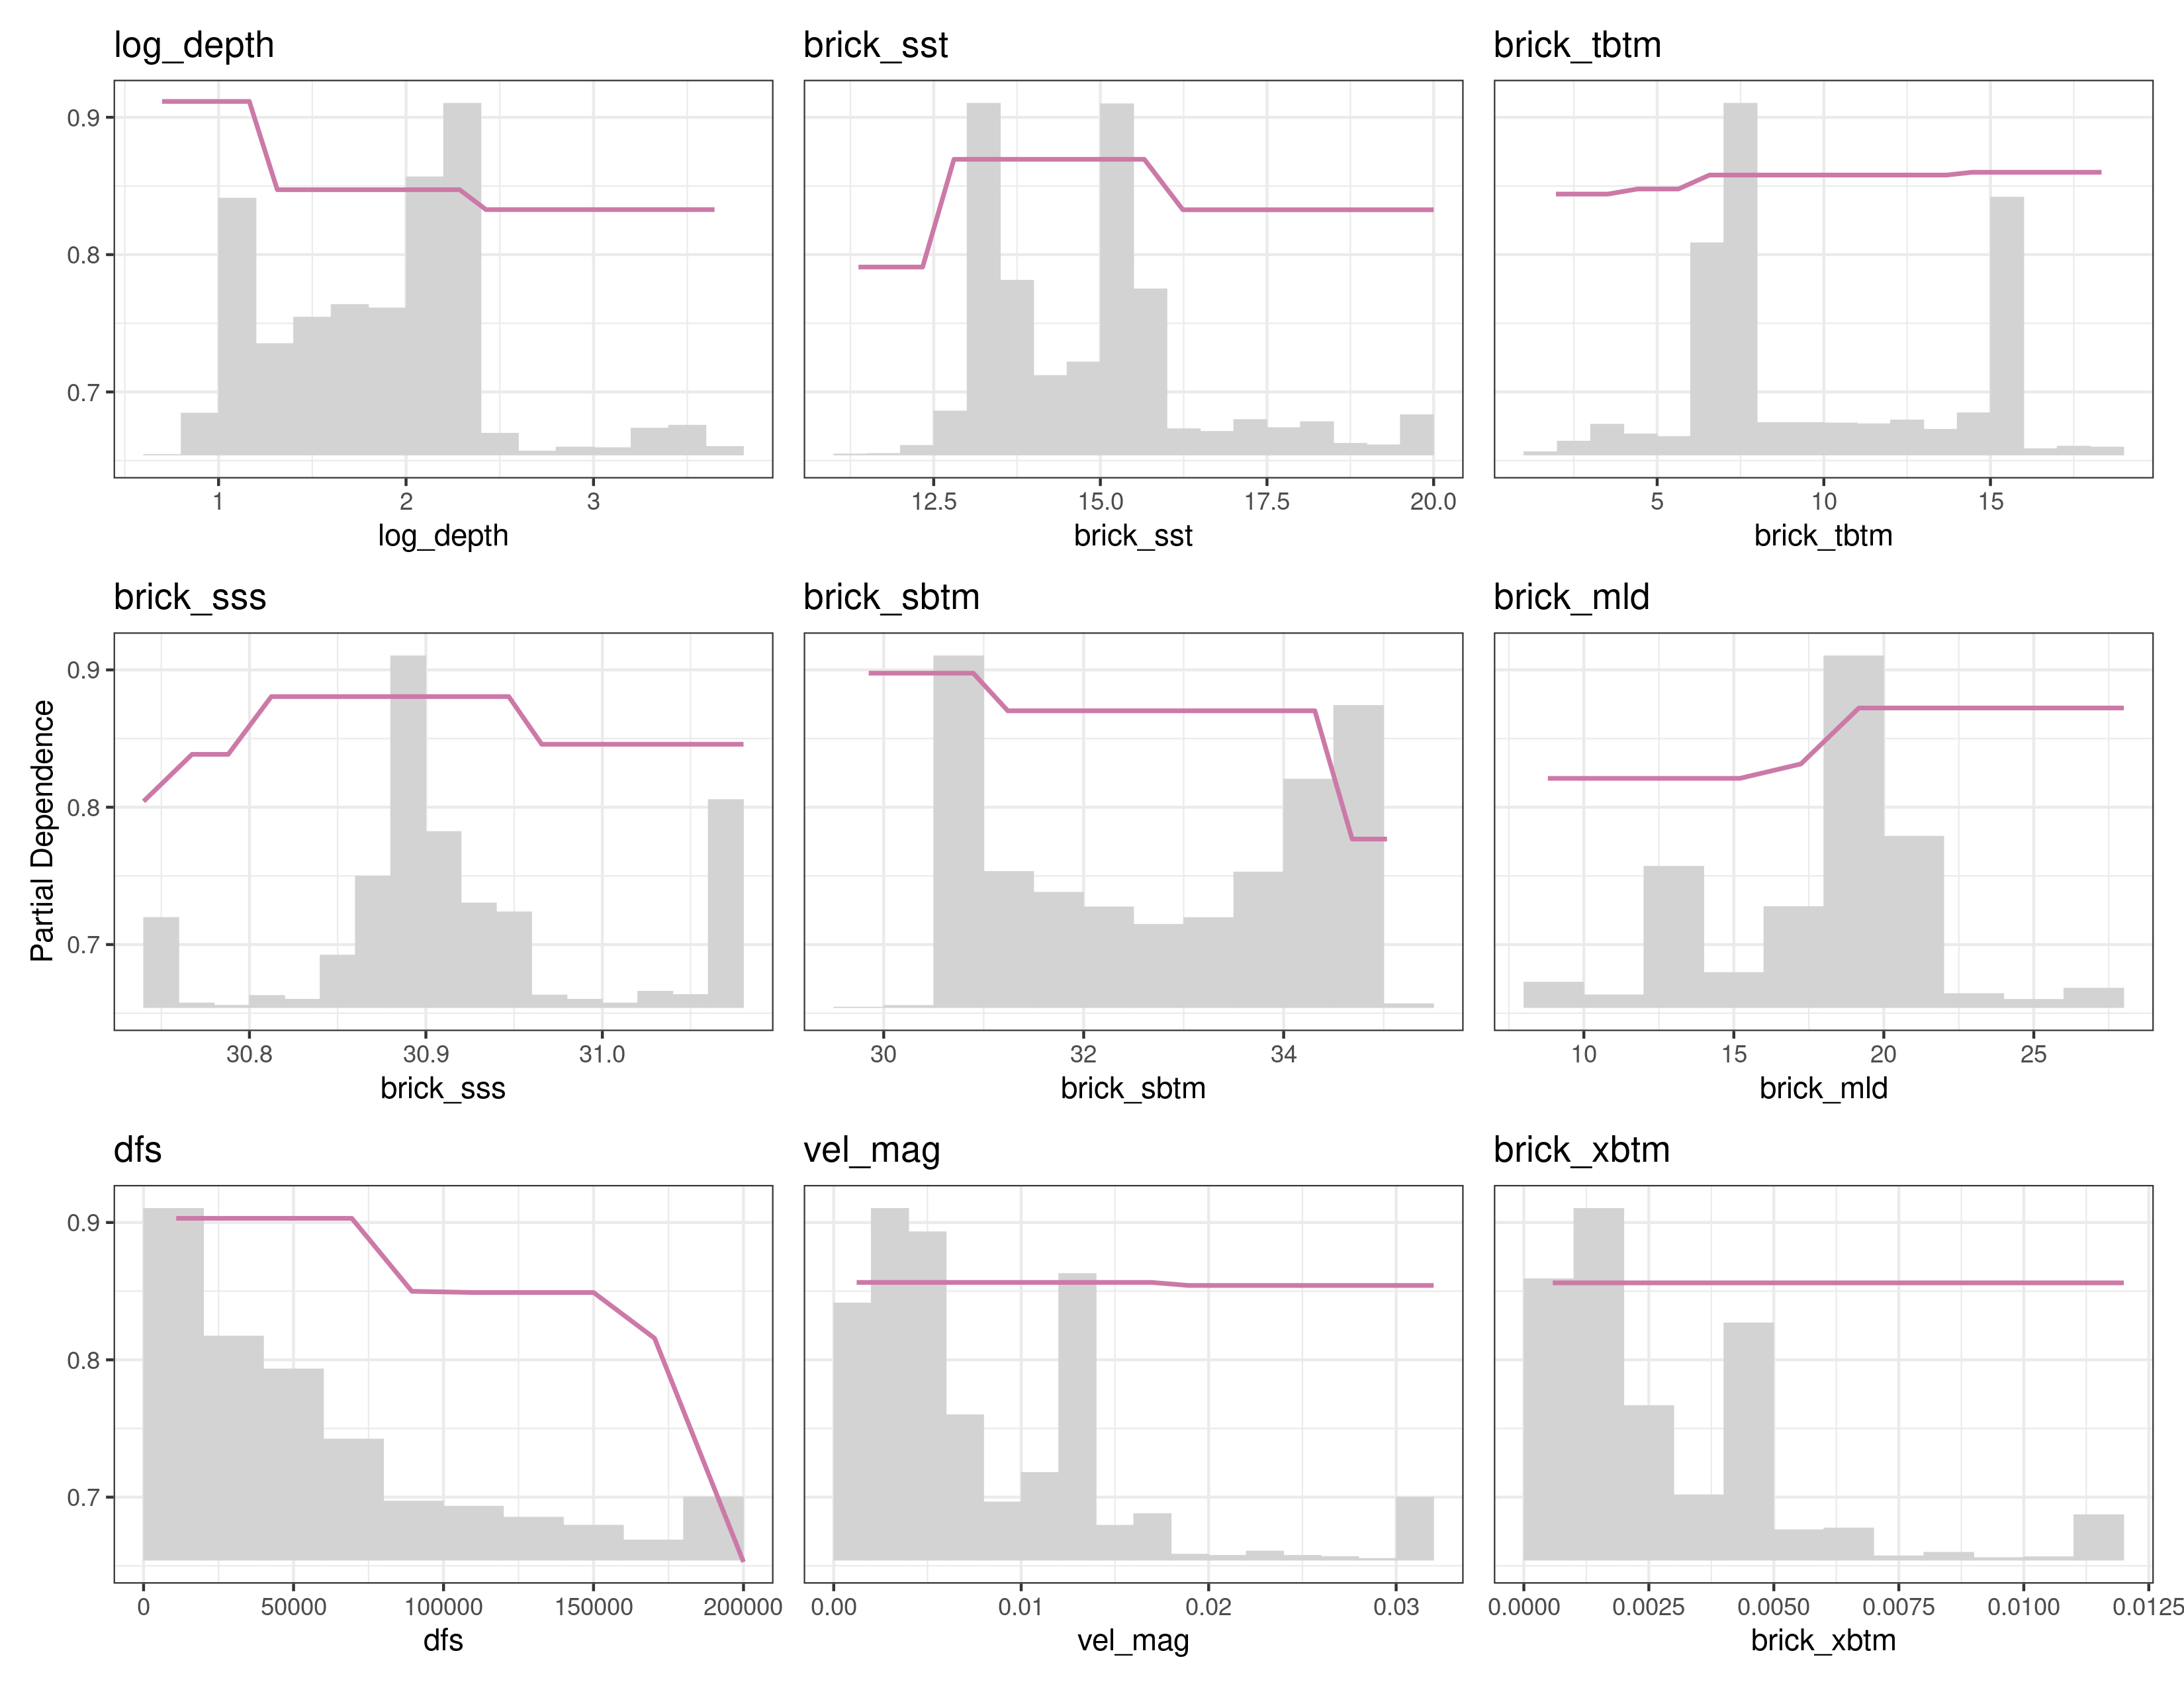 log_depth brick_sst brick_tbtm
0.9
0.8
0.7
1 2 3 12.5 15.0 17.5 20.0 5 10 15
log_depth brick_sst brick_tbtm
brick_sss brick_sbtm brick_mld
Partial Dependence
0.9
0.8
0.7
30.8 30.9 31.0 30 32 34 10 15 20 25
brick_sss brick_sbtm brick_mld
dfs vel_mag brick_xbtm
0.9
0.8
0.7
0 50000 100000 150000 200000 0.00 0.01 0.02 0.03 0.0000 0.0025 0.0050 0.0075 0.0100 0.0125
dfs vel_mag brick_xbtm